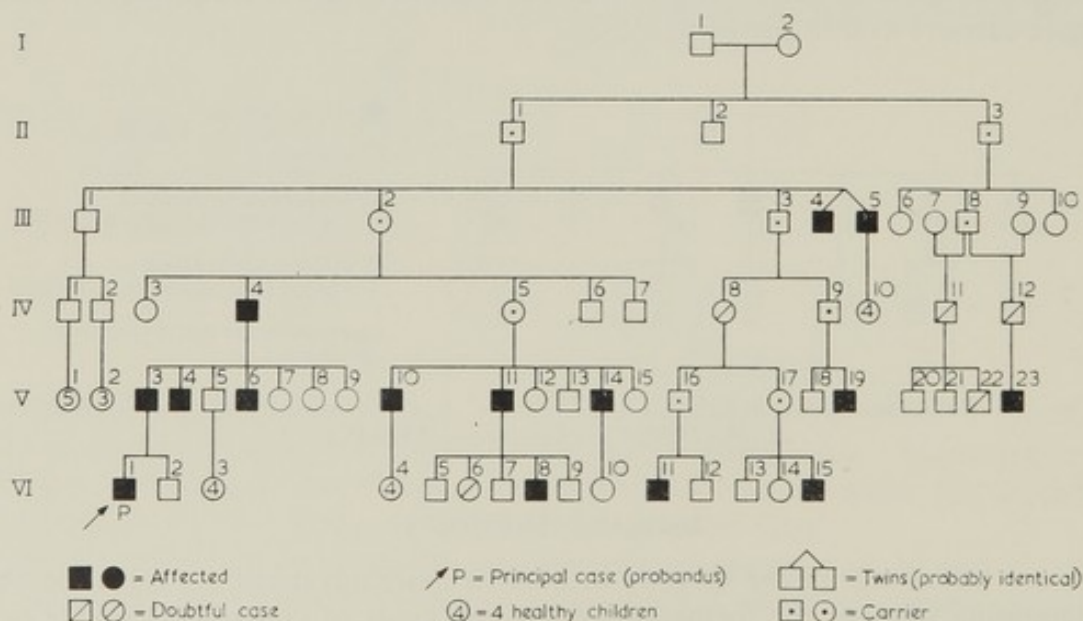 1 2
I
1 2 3
II
1 2 3 4 5 6 7 8 9 10
III
1 2 3 4 5 6 7 8 9 10 11 12
IV 4
1 2 3 4 5 6 7 8 9 10 11 12 13 14 15 16 17 18 19 20 21 22 23
V 5 3
1 2 3 4 5 6 7 8 9 10 11 12 13 14 15
VI 4 4
P
= Affected P = Principal case (probandus) = Twins (probably identical)
= Doubtful case 4 = 4 healthy children = Carrier